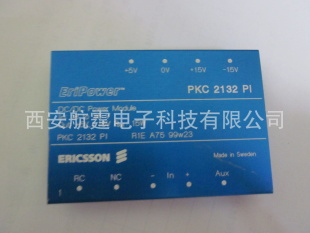 +5V 0V +15V -15V
EriPower™ PKC 2132 PI
DC/DC Power Module
西安航霆电子科技有限公司
PKC 2132 PI R1E A75 99w23
ERICSSON
Made in Sweden
RC NC - In + Aux
1